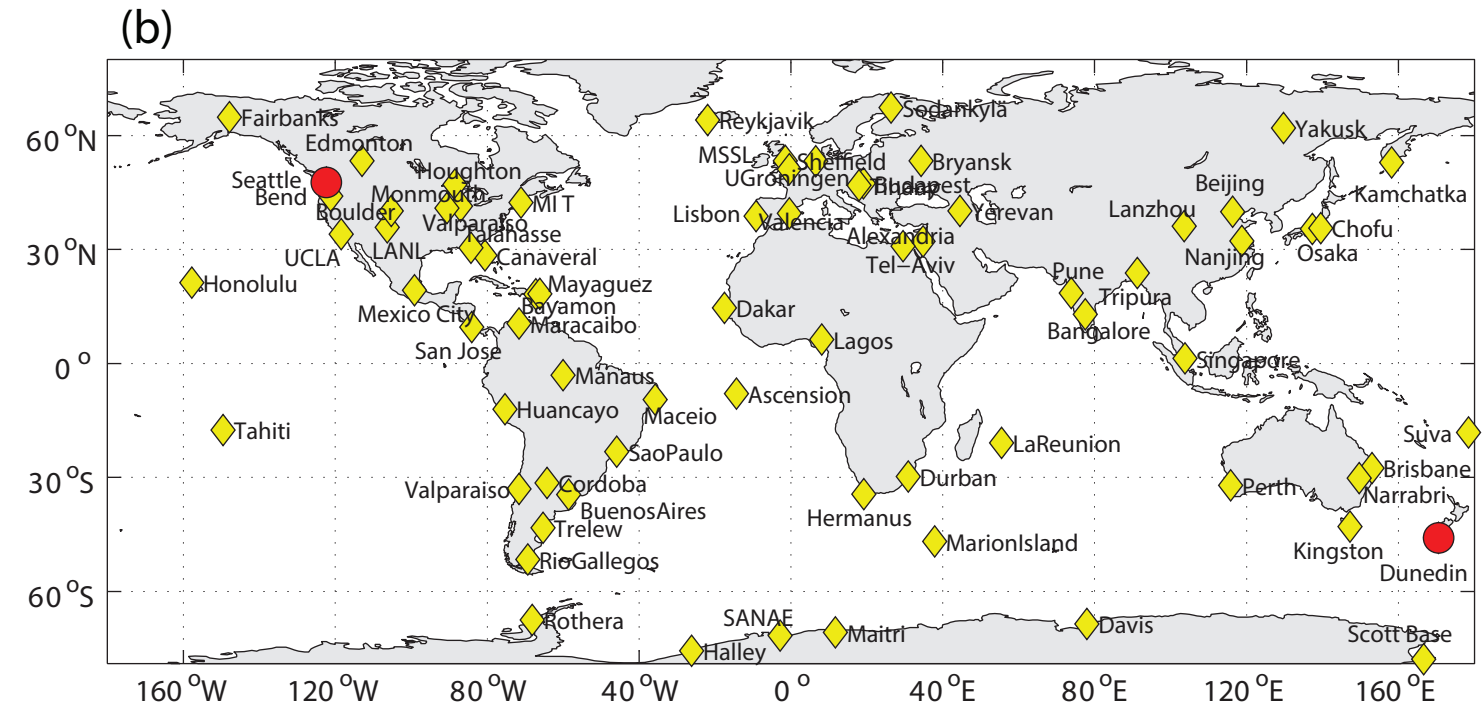 (b)
Fairbanks
Reykjavik
Sodankyla
60 °N
Yakusk
Edmonton
MSSL
Sheffield
Bryansk
Houghton
Seattle
UGroningen
Budapest
Beijing
Kamchatka
Bend
Monmouth
MIT
Boulder
Lisbon
Valencia
Yerevan
Lanzhou
Valparaiso
Talahasse
Alexandria
Chofu
30 °N
UCLA
LANL
Canaveral
Tel-Aviv
Nanjing
Osaka
Honolulu
Mayaguez
Pune
Mexico City
Bayamon
Dakar
Tripura
Maracaibo
Bangalore
San Jose
Lagos
0 °
Singapore
Manaus
Huancayo
Maceio
Ascension
Tahiti
LaReunion
Suva
SaoPaulo
Brisbane
30 °S
Valparaiso
Cordoba
Durban
Perth
Narrabri
BuenosAires
Hermanus
Trelew
MarionIsland
Kingston
RioGallegos
Dunedin
60 °S
Rothera
SANAE
Maitri
Davis
Scott Base
Halley
160 °W
120 °W
80 °W
40 °W
0 °
40 °E
80 °E
120 °E
160 °E